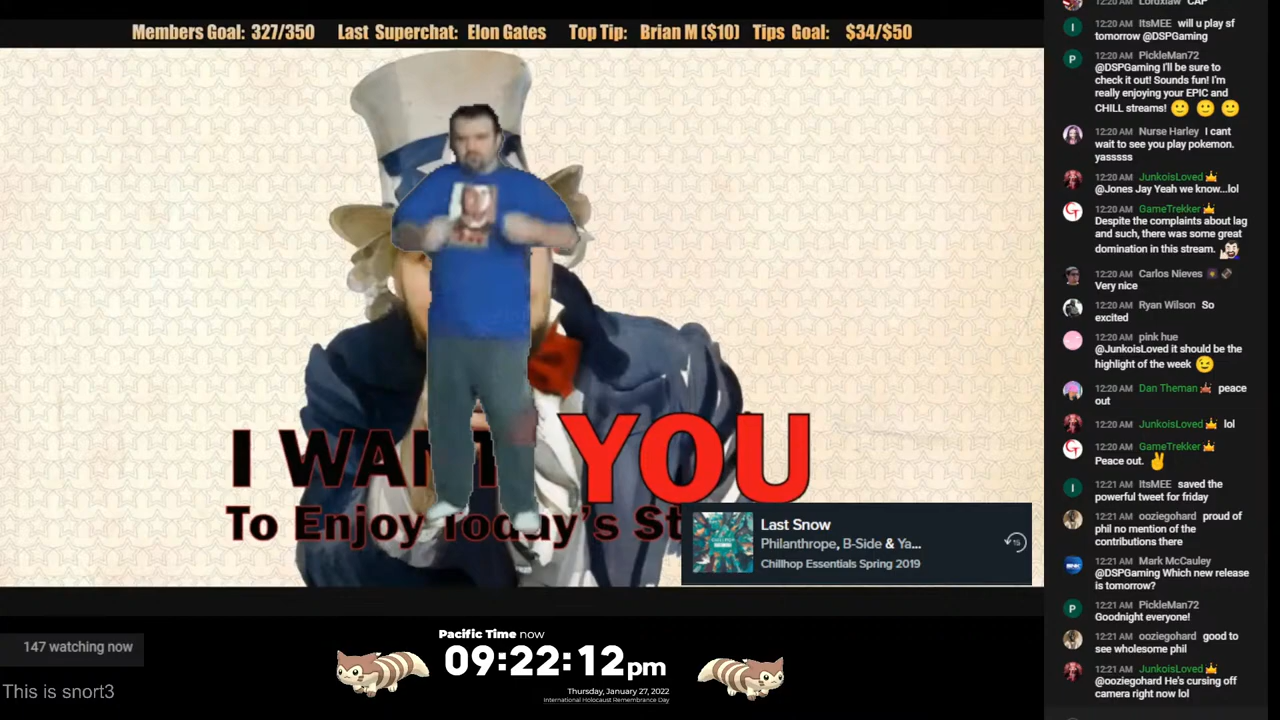 Members Goal: 327/350 Last Superchat: Elon Gates Top Tip: Brian M ($10) Tips Goal: $34/$50
I WANT YOU
To Enjoy Today's St
Last Snow
Philanthrope, B-Side & Ya...
Chillhop Essentials Spring 2019
15
147 watching now
This is snort3
Pacific Time now
09:22:12pm
Thursday, January 27, 2022
International Holocaust Remembrance Day
12:20 AM ItsMEE will u play sf
tomorrow @DSPGaming
12:20 AM PickleMan72
@DSPGaming I'll be sure to
check it out! Sounds fun! I'm
really enjoying your EPIC and
CHILL streams!
12:20 AM Nurse Harley I cant
wait to see you play pokemon.
yasssss
12:20 AM JunkoisLoved
@Jones Jay Yeah we know...lol
12:20 AM GameTrekker
Despite the complaints about lag
and such, there was some great
domination in this stream.
12:20 AM Carlos Nieves
Very nice
12:20 AM Ryan Wilson So
excited
12:20 AM pink hue
@JunkoisLoved it should be the
highlight of the week
12:20 AM Dan Theman peace
out
12:20 AM JunkoisLoved lol
12:20 AM GameTrekker
Peace out.
12:21 AM ItsMEE saved the
powerful tweet for friday
12:21 AM ooziegohard proud of
phil no mention of the
contributions there
12:21 AM Mark McCauley
@DSPGaming Which new release
is tomorrow?
12:21 AM PickleMan72
Goodnight everyone!
12:21 AM ooziegohard good to
see wholesome phil
12:21 AM JunkoisLoved
@ooziegohard He's cursing off
camera right now lol